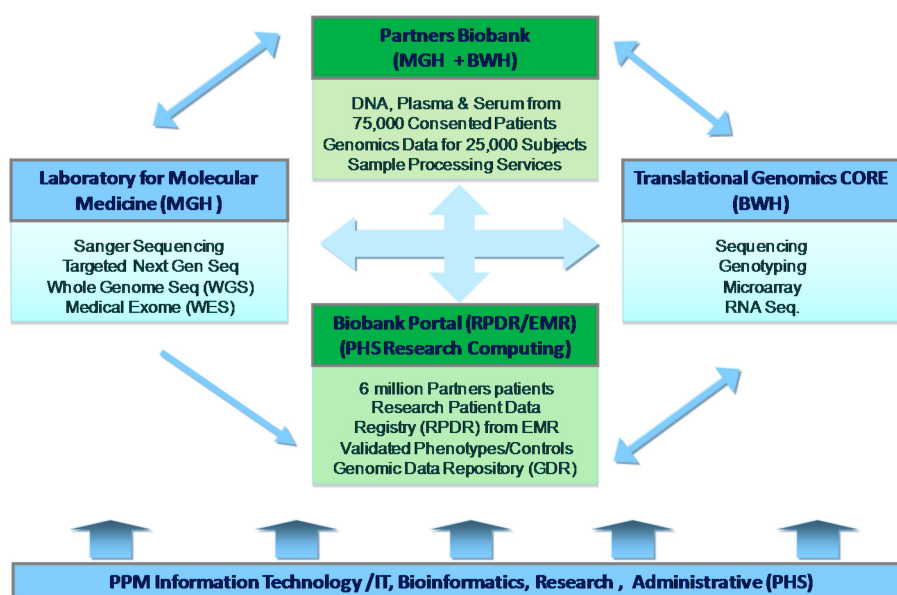 Partners Biobank
(MGH + BWH)
DNA, Plasma & Serum from
75,000 Consented Patients
Genomics Data for 25,000 Subjects
Sample Processing Services
Laboratory for Molecular
Medicine (MGH )
Sanger Sequencing
Targeted Next Gen Seq
Whole Genome Seq (WGS)
Medical Exome (WES)
Translational Genomics CORE
(BWH)
Sequencing
Genotyping
Microarray
RNA Seq.
Biobank Portal (RPDR/EMR)
(PHS Research Computing)
6 million Partners patients
Research Patient Data
Registry (RPDR) from EMR
Validated Phenotypes/Controls
Genomic Data Repository (GDR)
PPM Information Technology /IT, Bioinformatics, Research , Administrative (PHS)